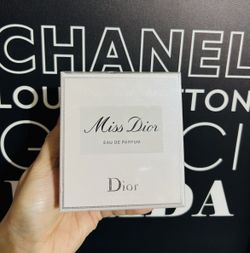 CHANEL
Miss Dior
EAU DE PARFUM
Dior